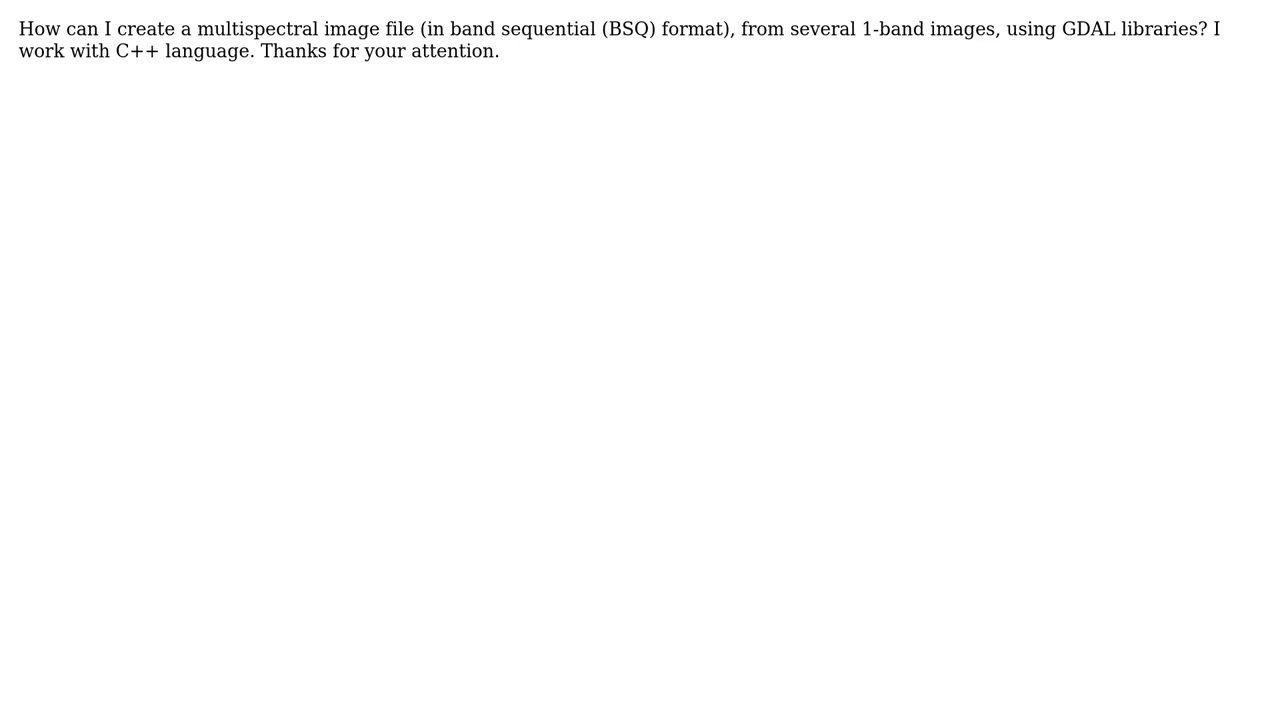 How can I create a multispectral image file (in band sequential (BSQ) format), from several 1-band images, using GDAL libraries? I
work with C++ language. Thanks for your attention.